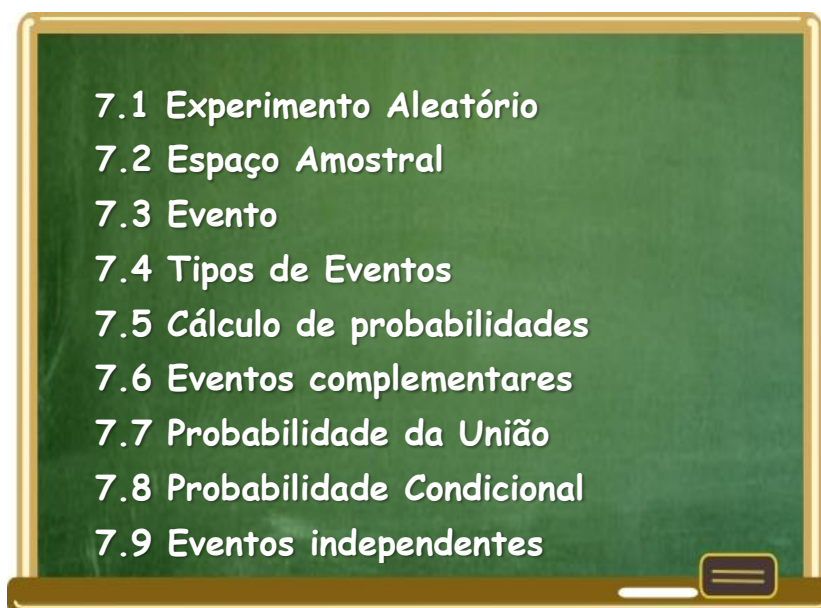 7.1 Experimento Aleatório
7.2 Espaço Amostral
7.3 Evento
7.4 Tipos de Eventos
7.5 Cálculo de probabilidades
7.6 Eventos complementares
7.7 Probabilidade da União
7.8 Probabilidade Condicional
7.9 Eventos independentes